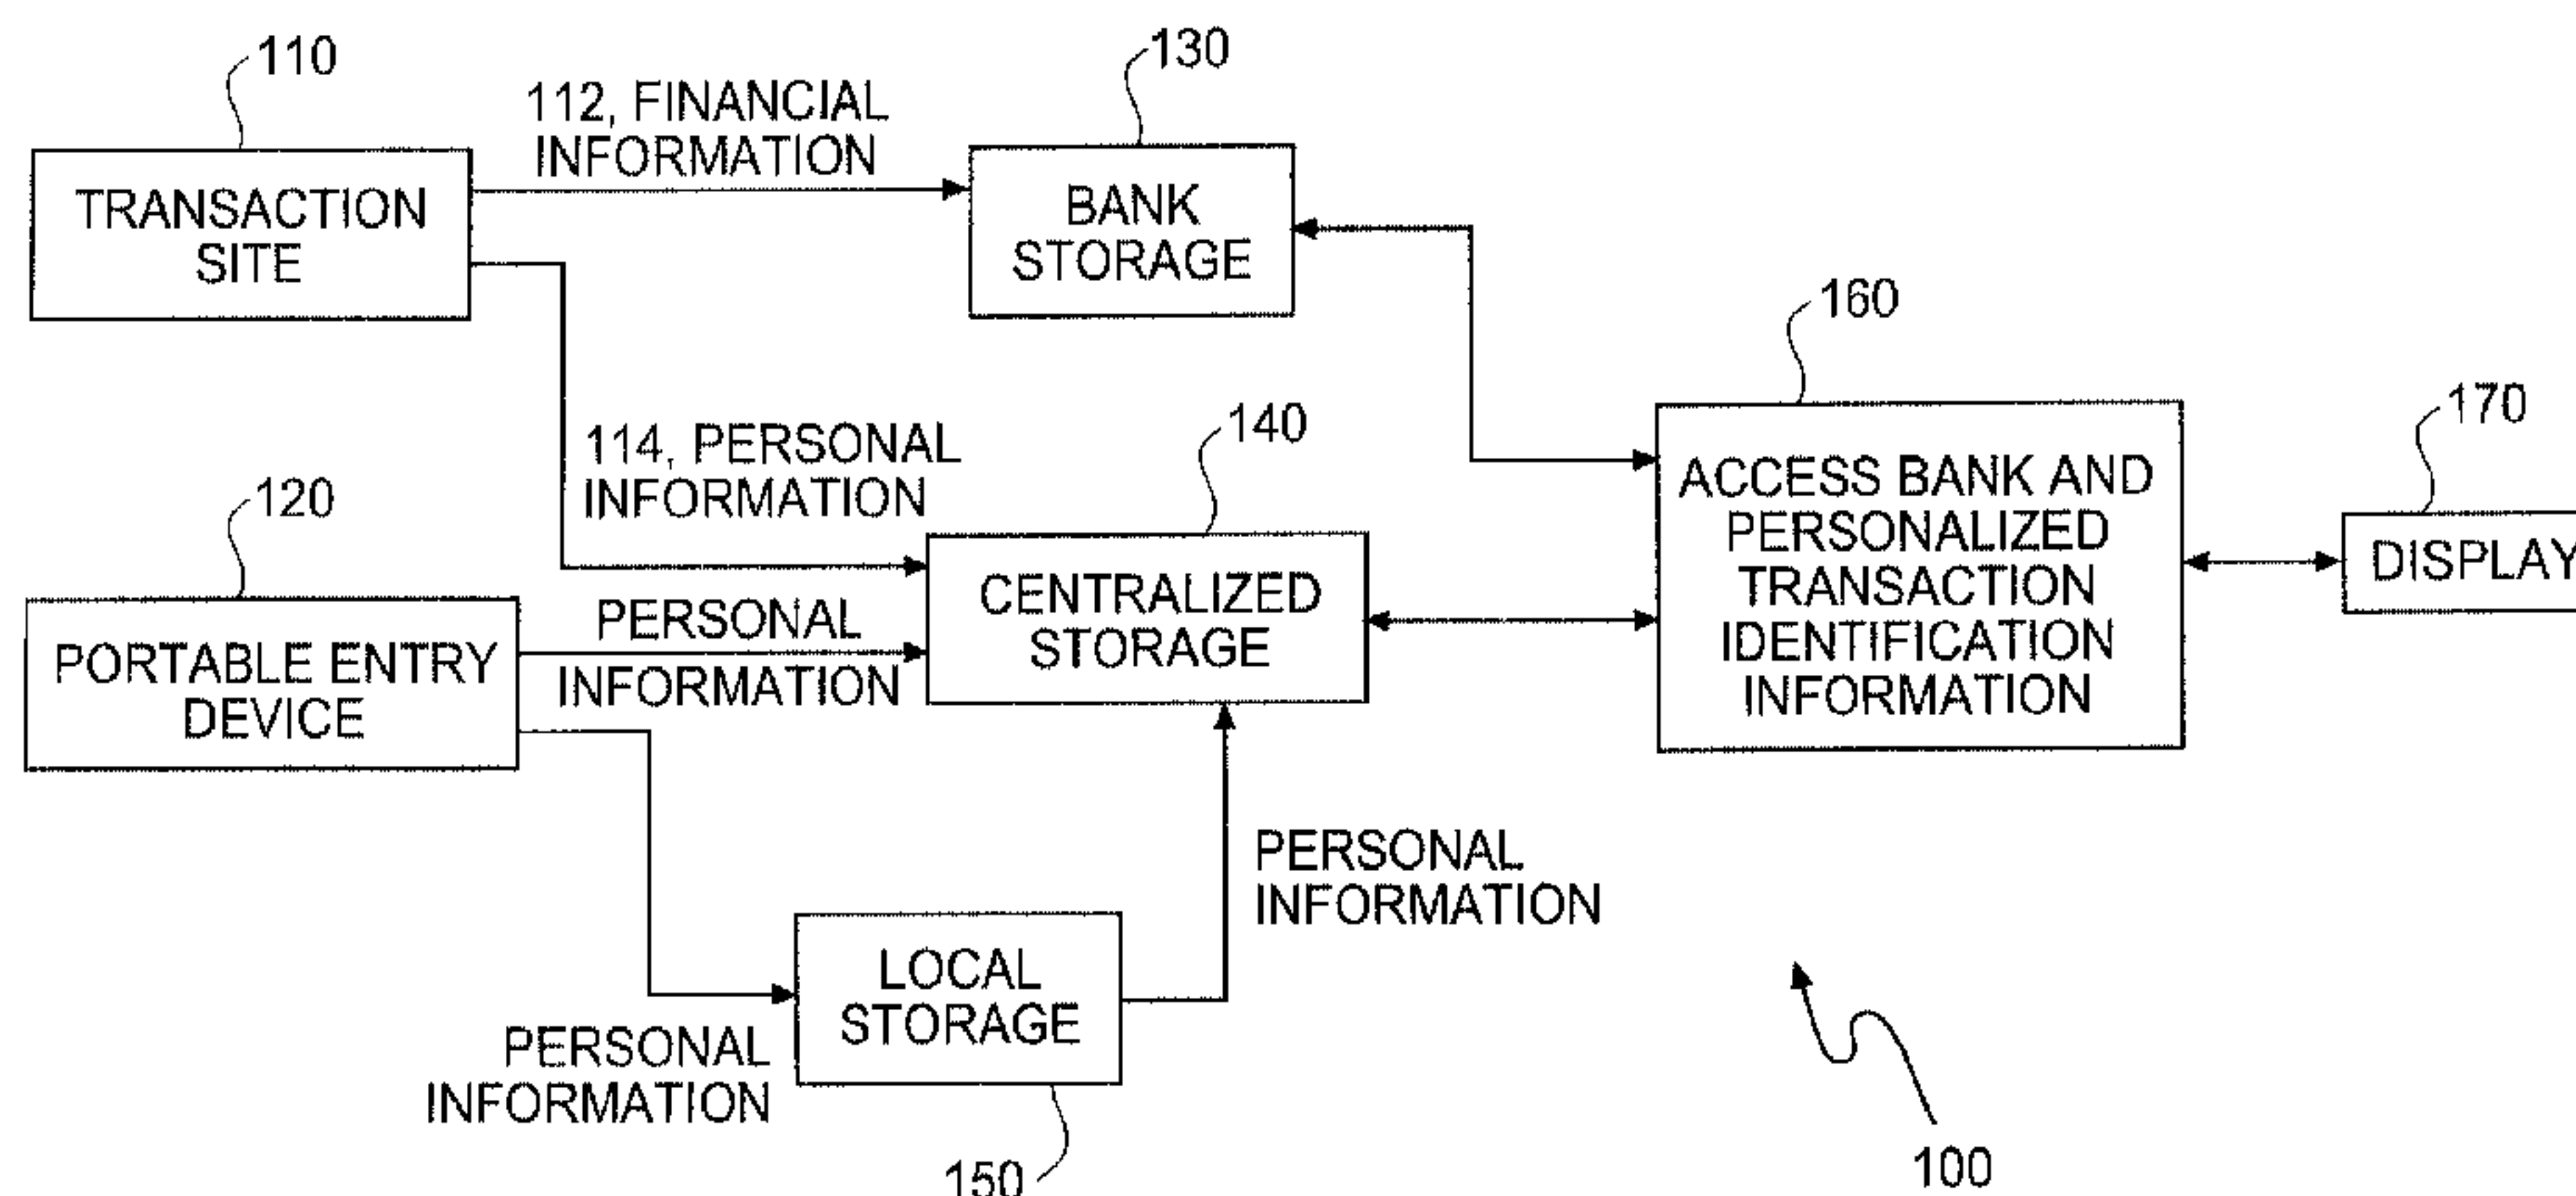 110
112, FINANCIAL
INFORMATION
130
TRANSACTION
SITE
BANK
STORAGE
160
114, PERSONAL
INFORMATION
140
170
120
ACCESS BANK AND
PERSONALIZED
TRANSACTION
IDENTIFICATION
INFORMATION
DISPLAY
CENTRALIZED
STORAGE
PERSONAL
INFORMATION
PORTABLE ENTRY
DEVICE
PERSONAL
INFORMATION
LOCAL
STORAGE
PERSONAL
INFORMATION
150
100